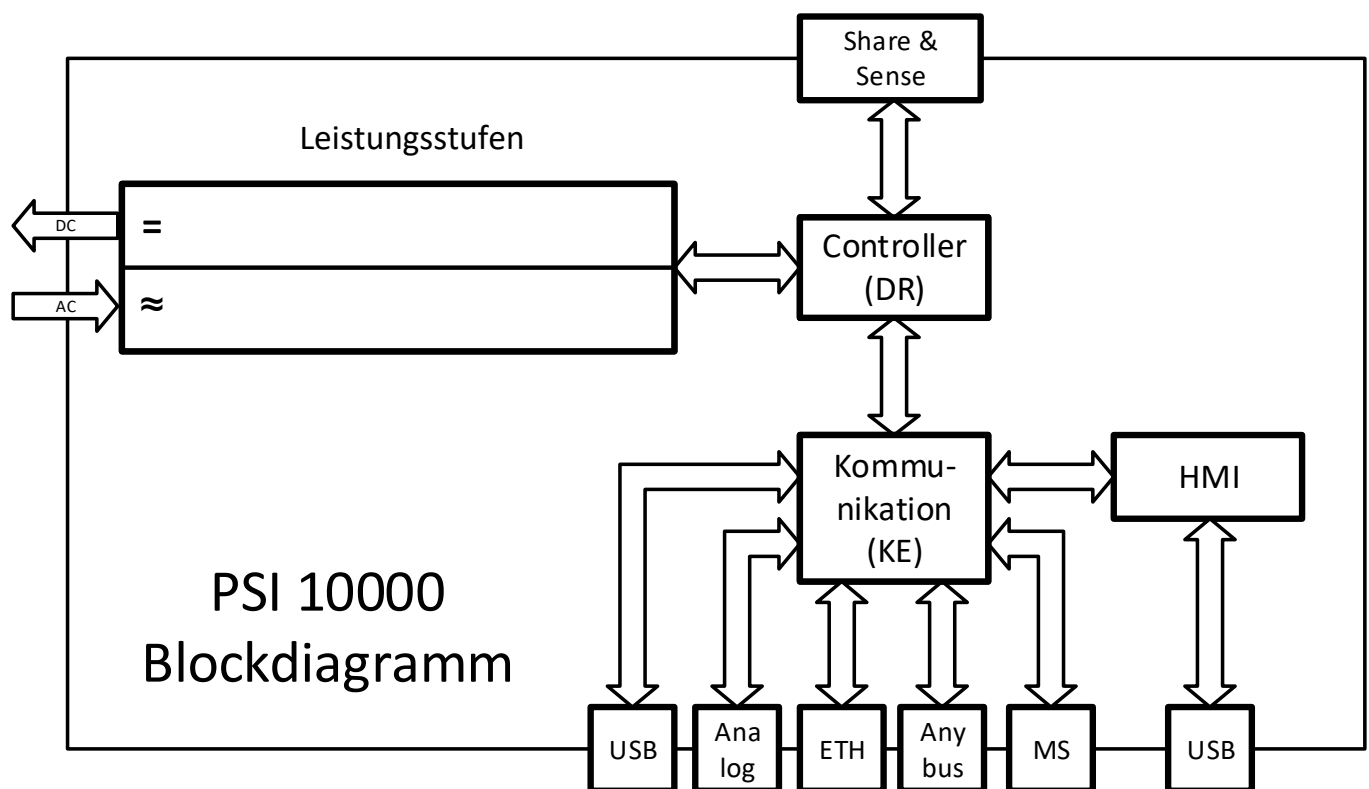 Share &
Sense
Leistungsstufen
DC
=
AC
≈
Controller
(DR)
Kommu-
nikation
(KE)
HMI
PSI 10000
Blockdiagramm
USB
Ana
log
ETH
Any
bus
MS
USB